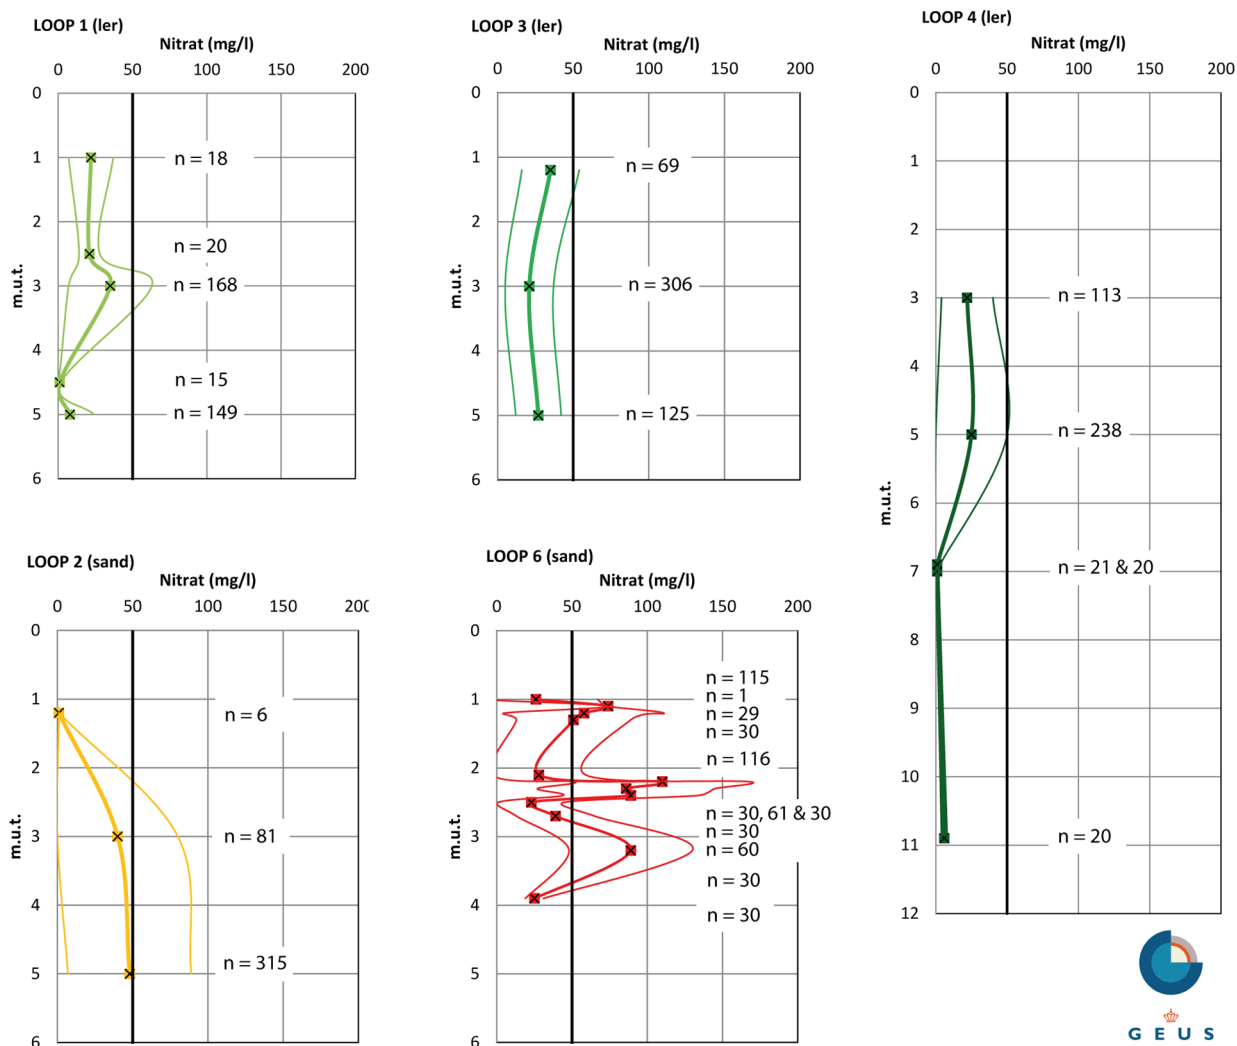 LOOP 1 (ler)
Nitrat (mg/l)
0 50 100 150 200
0
1
2
3
4
5
6
m.u.t.
n = 18
n = 20
n = 168
n = 15
n = 149
LOOP 3 (ler)
Nitrat (mg/l)
0 50 100 150 200
0
1
2
3
4
5
6
m.u.t.
n = 69
n = 306
n = 125
LOOP 4 (ler)
Nitrat (mg/l)
0 50 100 150 200
0
1
2
3
4
5
6
7
8
9
10
11
12
m.u.t.
n = 113
n = 238
n = 21 & 20
n = 20
LOOP 2 (sand)
Nitrat (mg/l)
0 50 100 150 200
0
1
2
3
4
5
6
m.u.t.
n = 6
n = 81
n = 315
LOOP 6 (sand)
Nitrat (mg/l)
0 50 100 150 200
0
1
2
3
4
5
6
m.u.t.
n = 115
n = 1
n = 29
n = 30
n = 116
n = 30, 61 & 30
n = 30
n = 60
n = 30
n = 30
G E U S